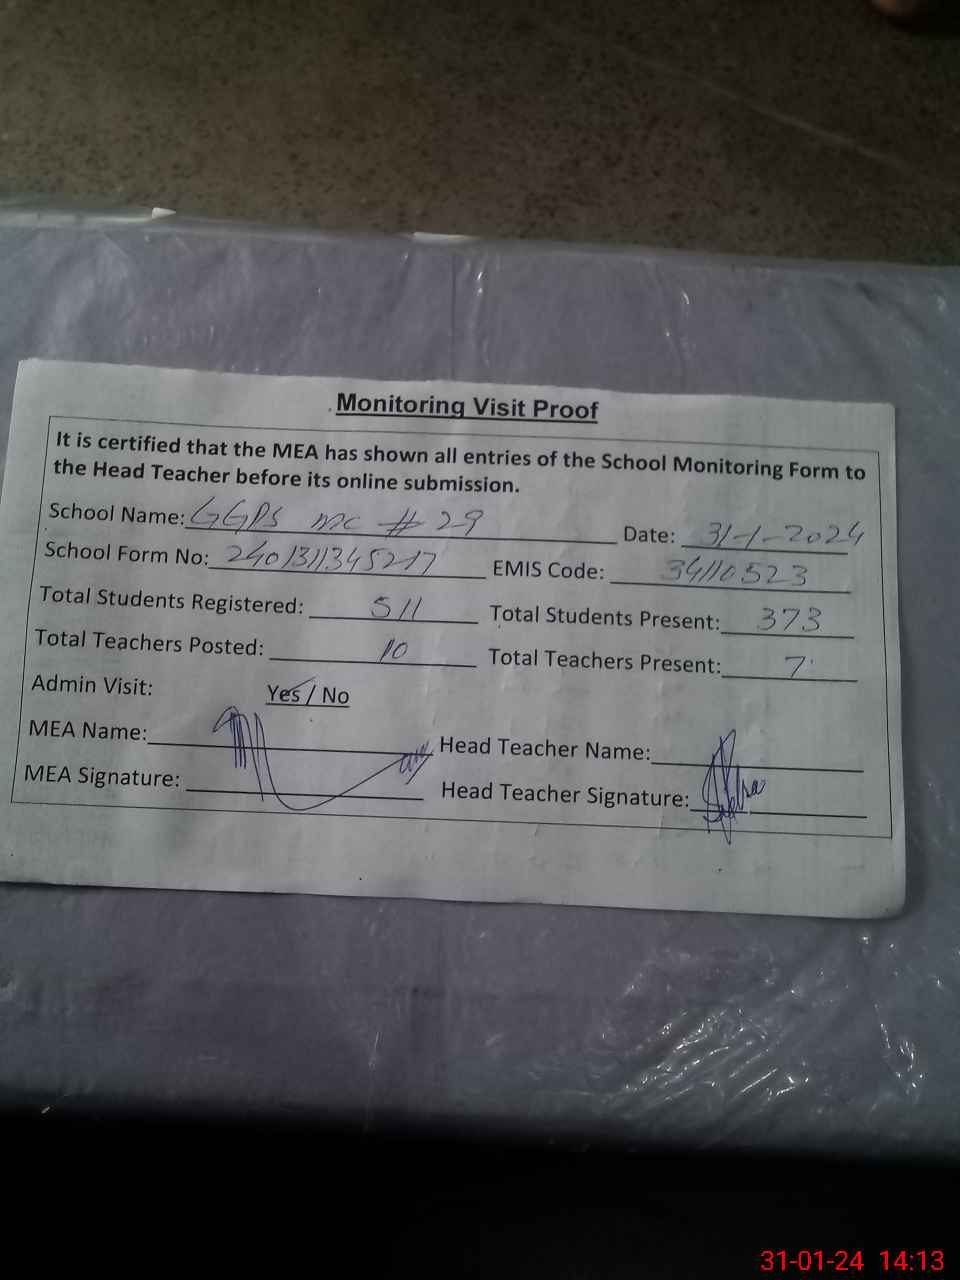 Monitoring Visit Proof
It is certified that the MEA has shown all entries of the School Monitoring Form to
the Head Teacher before its online submission.
School Name: GGPS MC # 29 Date: 31-1-2024
School Form No: 2401311345217 EMIS Code: 34110523
Total Students Registered: 511 Total Students Present: 373
Total Teachers Posted: 10 Total Teachers Present: 7
Admin Visit: Yes / No
MEA Name: Head Teacher Name:
MEA Signature: Head Teacher Signature:
31-01-24 14:13